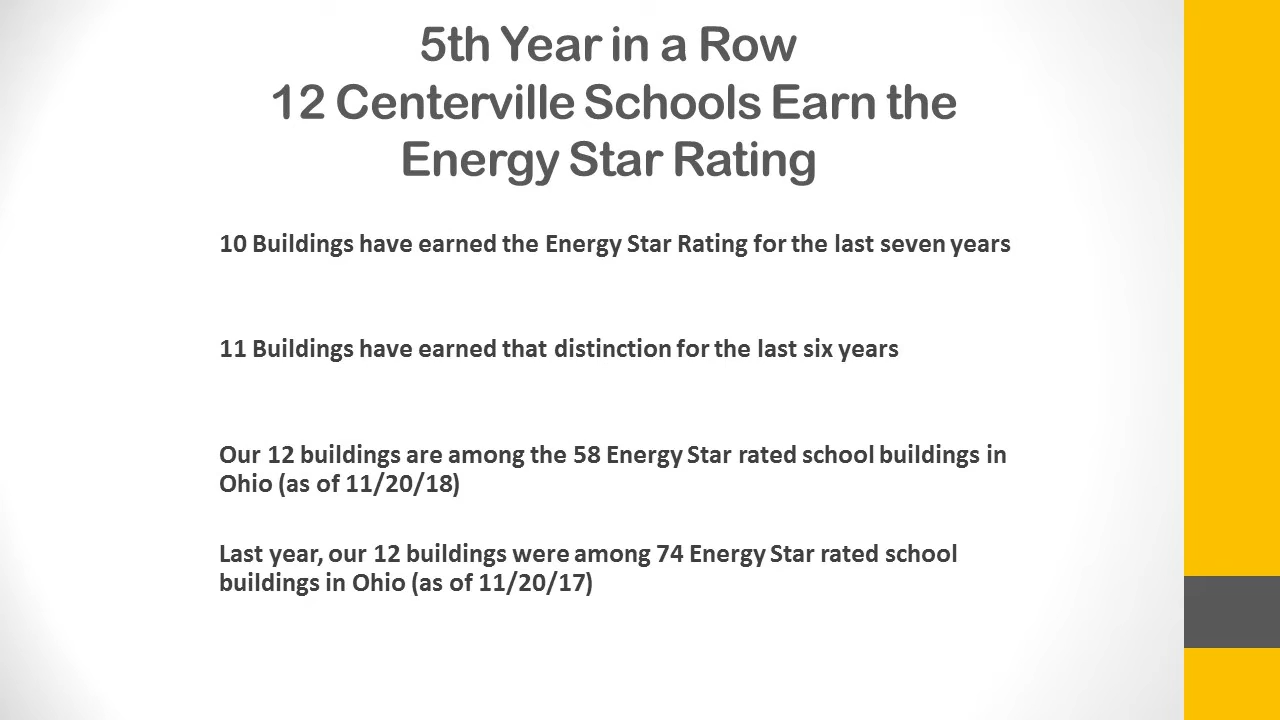 5th Year in a Row
12 Centerville Schools Earn the
Energy Star Rating
10 Buildings have earned the Energy Star Rating for the last seven years
11 Buildings have earned that distinction for the last six years
Our 12 buildings are among the 58 Energy Star rated school buildings in
Ohio (as of 11/20/18)
Last year, our 12 buildings were among 74 Energy Star rated school
buildings in Ohio (as of 11/20/17)